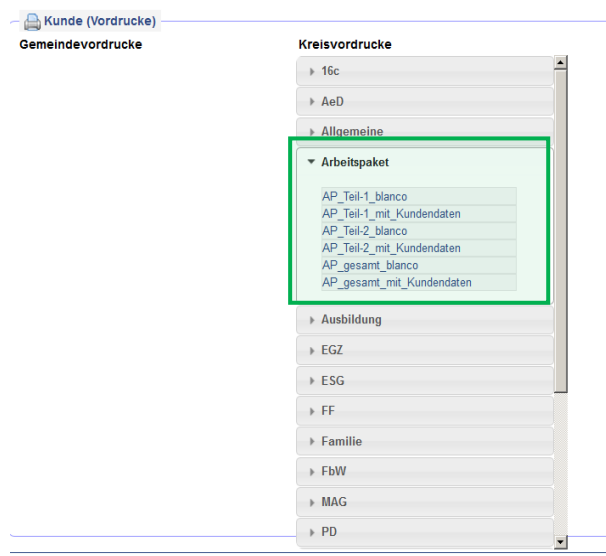 Kunde (Vordrucke)
Gemeindevordrucke
Kreisvordrucke
16c
AeD
Allgemeine
Arbeitspaket
AP_Teil-1_blanco
AP_Teil-1_mit_Kundendaten
AP_Teil-2_blanco
AP_Teil-2_mit_Kundendaten
AP_gesamt_blanco
AP_gesamt_mit_Kundendaten
Ausbildung
EGZ
ESG
FF
Familie
FbW
MAG
PD